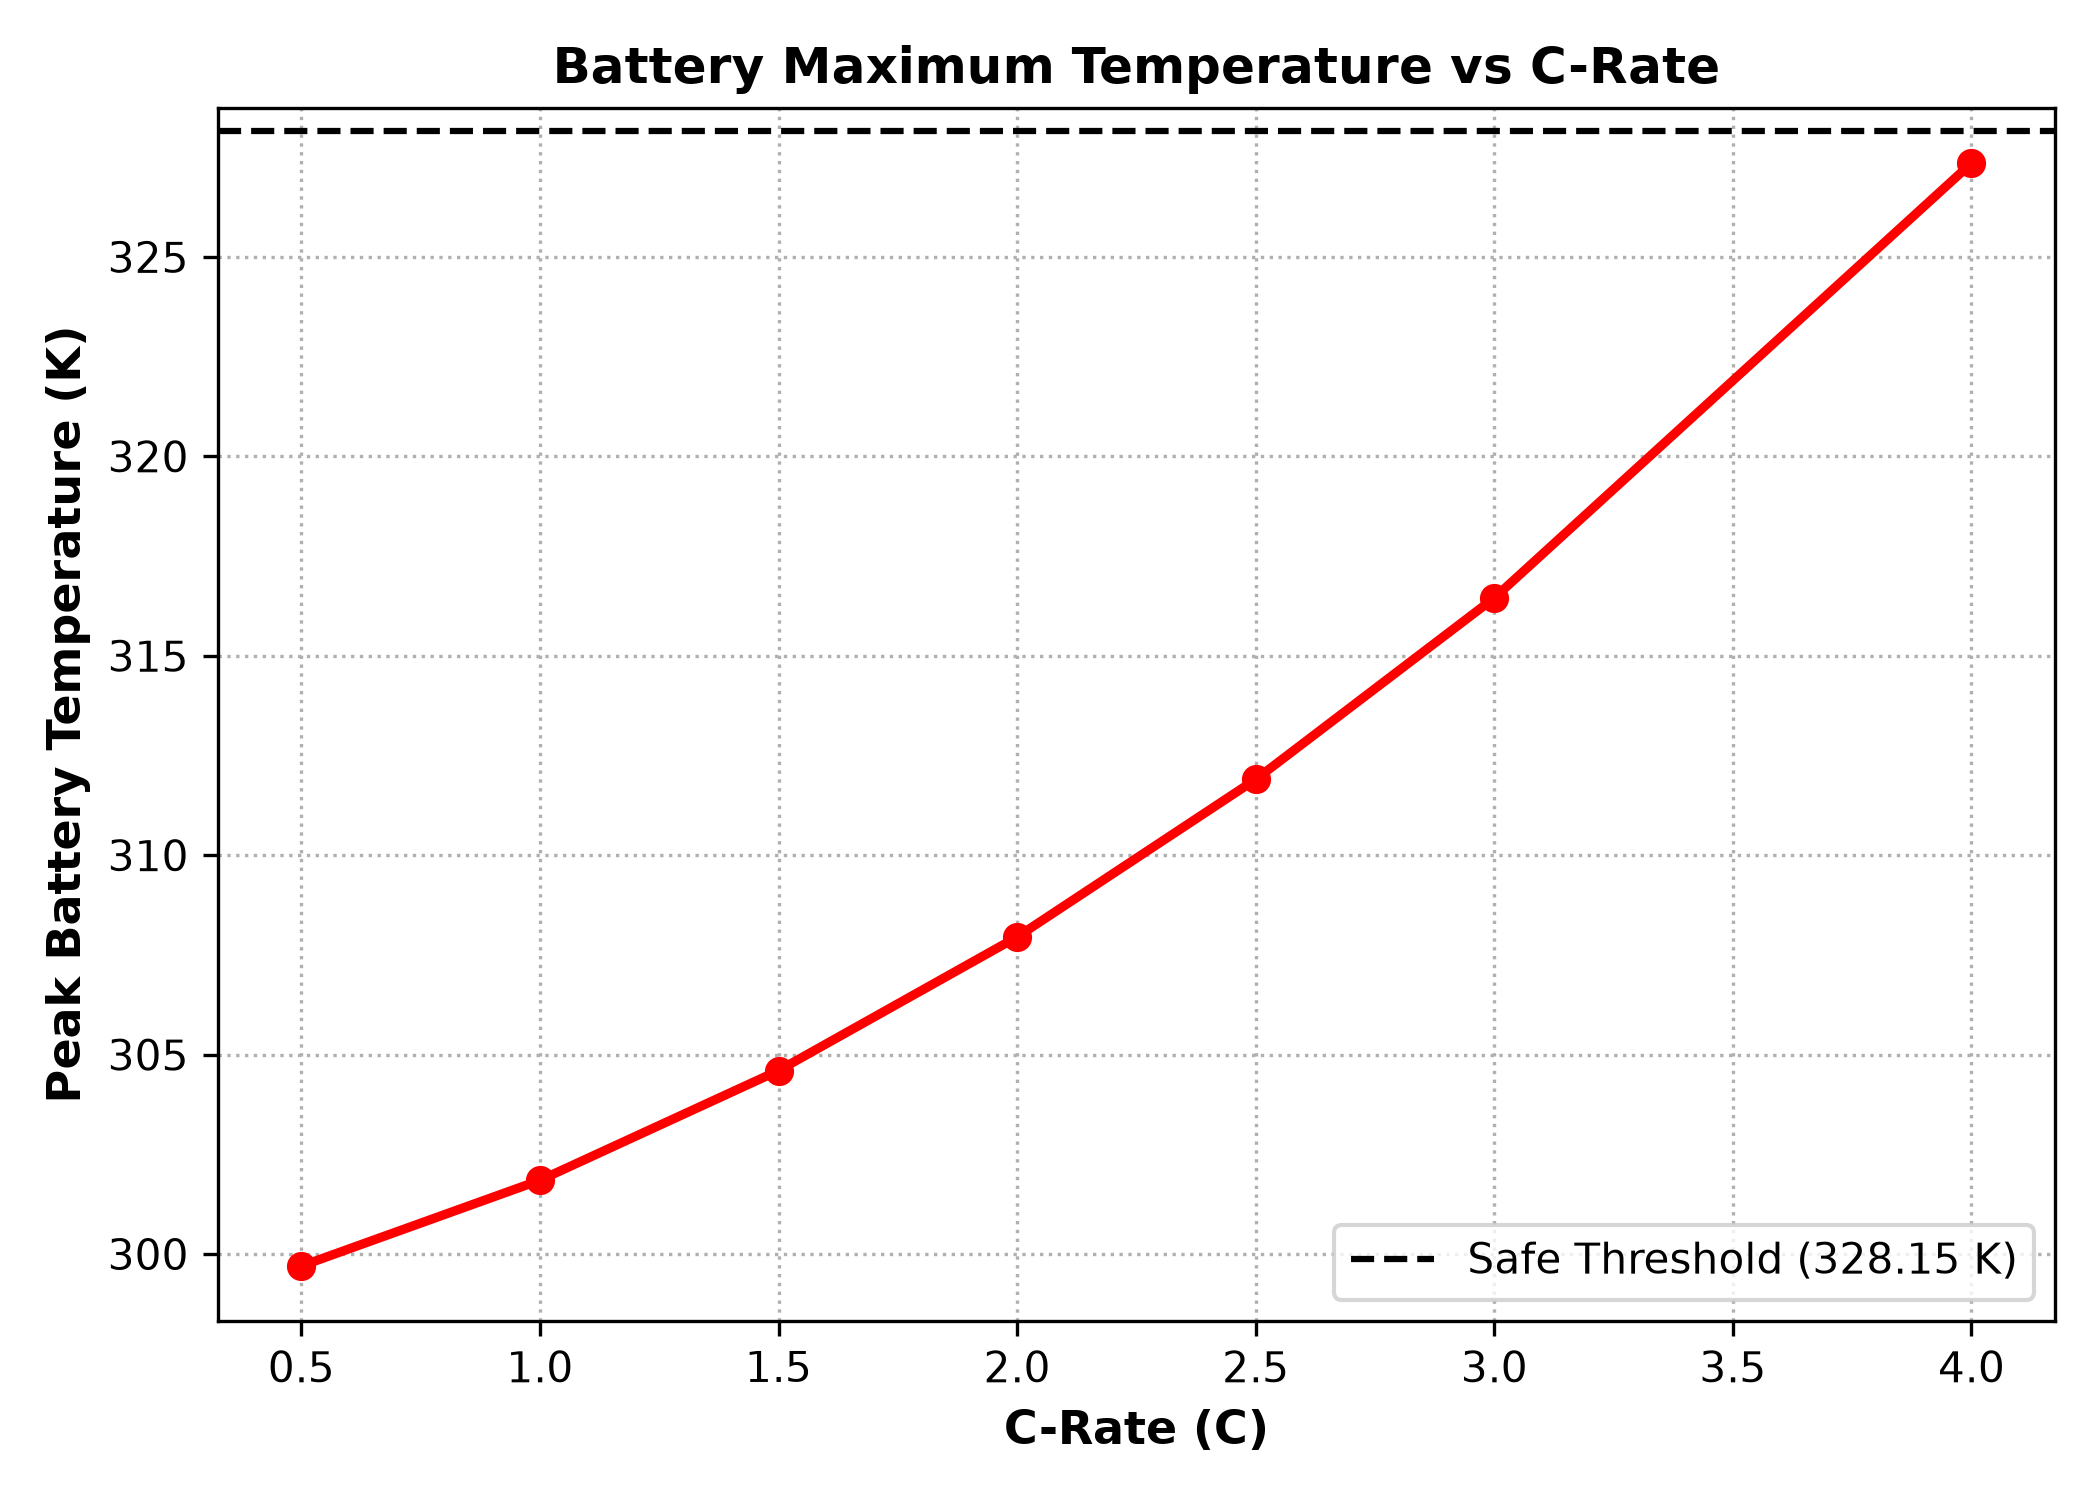 Battery Maximum Temperature vs C-Rate
Peak Battery Temperature (K)
325
320
315
310
305
300
Safe Threshold (328.15 K)
0.5 1.0 1.5 2.0 2.5 3.0 3.5 4.0
C-Rate (C)